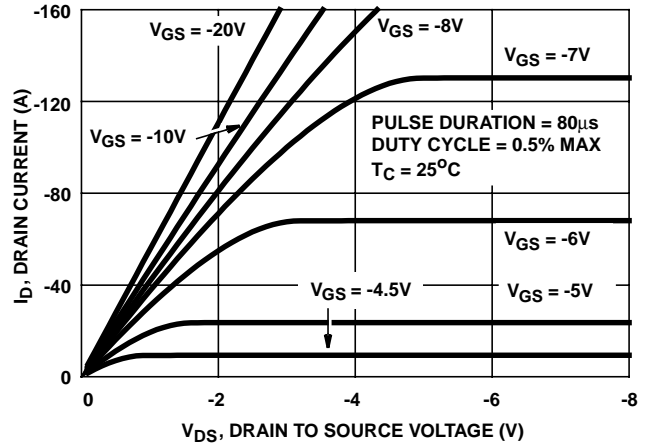 -160
-120
-80
-40
0
I_D, DRAIN CURRENT (A)
V_GS = -20V
V_GS = -8V
V_GS = -7V
V_GS = -10V
PULSE DURATION = 80μs
DUTY CYCLE = 0.5% MAX
T_C = 25°C
V_GS = -6V
V_GS = -4.5V
V_GS = -5V
0 -2 -4 -6 -8
V_DS, DRAIN TO SOURCE VOLTAGE (V)